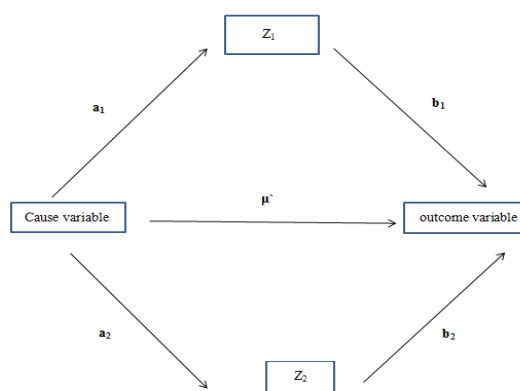 Z₁
a₁
b₁
μ`
Cause variable
outcome variable
a₂
b₂
Z₂